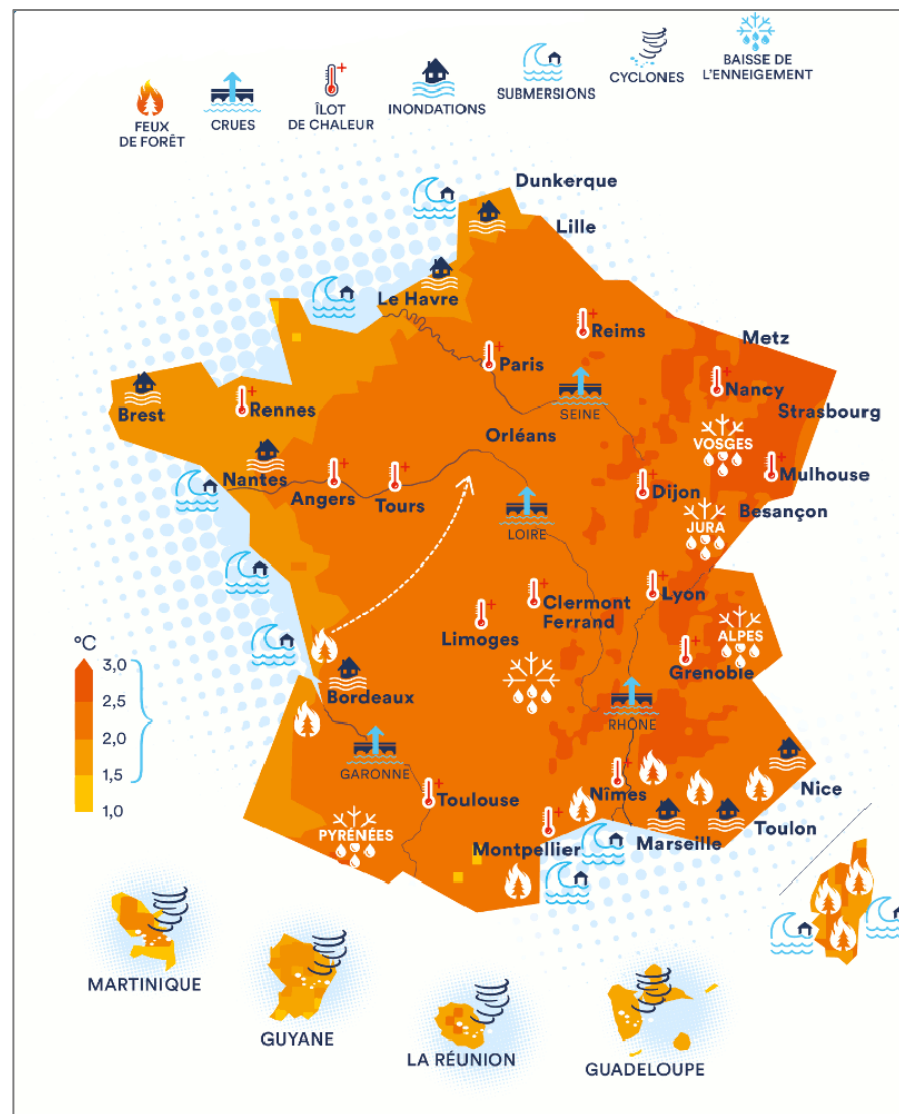 FEUX
DE FORÊT
CRUES
ÎLOT
DE CHALEUR
INONDATIONS
SUBMERSIONS
CYCLONES
BAISSE DE
L'ENNEIGEMENT
Dunkerque
Lille
Le Havre
Reims
Metz
Paris
Nancy
Brest
Rennes
SEINE
Strasbourg
Orléans
VOSGES
Nantes
Angers
Tours
Dijon
Mulhouse
Besançon
LOIRE
JURA
Clermont
Ferrand
Lyon
Limoges
ALPES
Grenoble
°C
3,0
2,5
2,0
1,5
1,0
Bordeaux
RHÔNE
GARONNE
Toulouse
Nîmes
Nice
PYRÉNÉES
Montpellier
Marseille
Toulon
MARTINIQUE
GUYANE
LA RÉUNION
GUADELOUPE